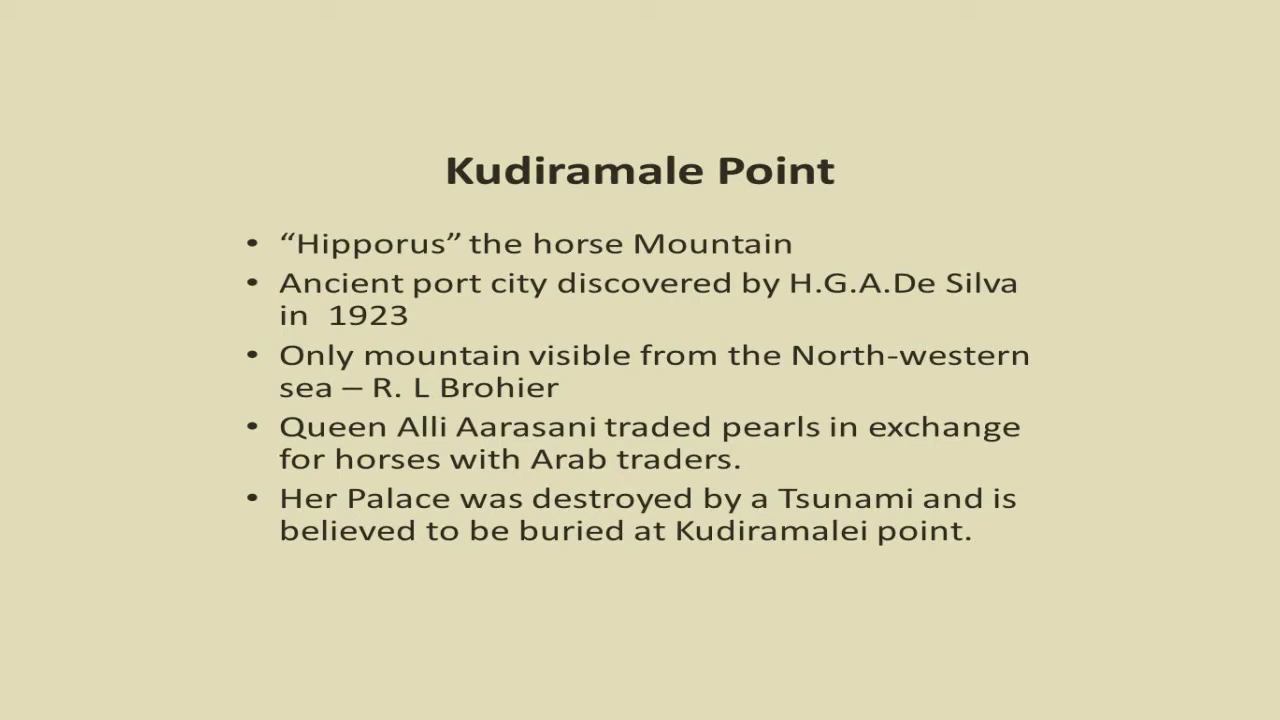 Kudiramale Point
• “Hipporus” the horse Mountain
• Ancient port city discovered by H.G.A.De Silva
in 1923
• Only mountain visible from the North-western
sea – R. L Brohier
• Queen Alli Aarasani traded pearls in exchange
for horses with Arab traders.
• Her Palace was destroyed by a Tsunami and is
believed to be buried at Kudiramalei point.